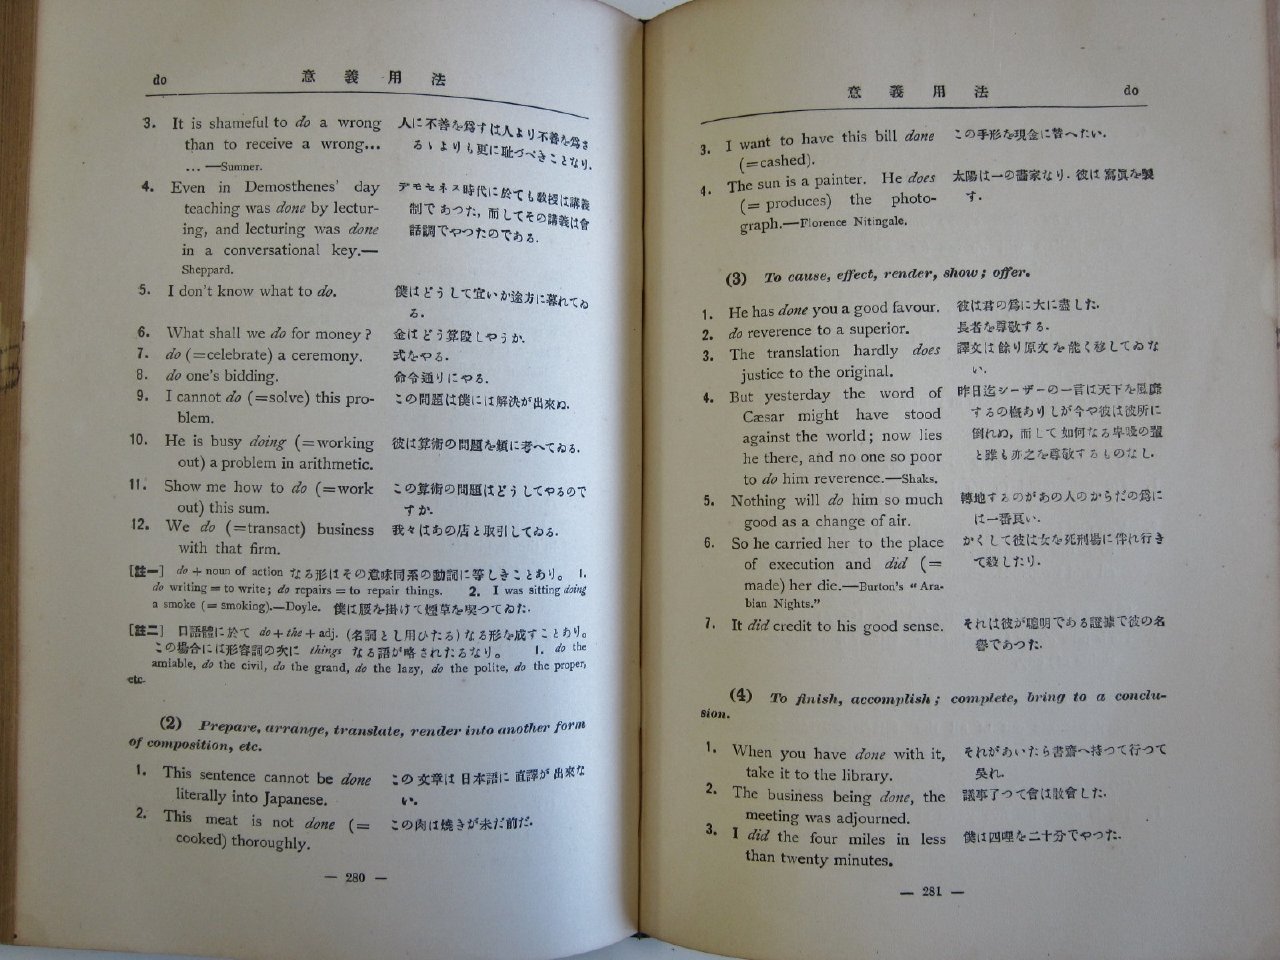 do
意義用法
3. It is shameful to do a wrong
than to receive a wrong...
... —Sumner.
人に不善を爲すは人より不善を爲さ
るゝよりも更に耻づべきことなり.
4. Even in Demosthenes' day
teaching was done by lectur-
ing, and lecturing was done
in a conversational key.—
Sheppard.
デモセネス時代に於ても敎授は講義
制であつた, 而してその講義は會
話調でやつたのである.
5. I don't know what to do.
僕はどうして宜いか途方に暮れてゐ
る.
6. What shall we do for money?
金はどう算段しやうか.
7. do (=celebrate) a ceremony.
式をやる.
8. do one's bidding.
命令通りにやる.
9. I cannot do (=solve) this pro-
blem.
この問題は僕には解決が出來ぬ.
10. He is busy doing (=working
out) a problem in arithmetic.
彼は算術の問題を頻に考へてゐる.
11. Show me how to do (=work
out) this sum.
この算術の問題はどうしてやるので
すか.
12. We do (=transact) business
with that firm.
我々はあの店と取引してゐる.
[註一] do + noun of action なる形はその意味同系の動詞に等しきことあり。 1.
do writing = to write; do repairs = to repair things. 2. I was sitting doing
a smoke (= smoking).—Doyle. 僕は腰を掛けて煙草を喫つてゐた.
[註二] 口語體に於て do + the + adj. (名詞とし用ひたる) なる形を成すことあり。
この場合には形容詞の次に things なる語が略されたるなり。 1. do the
amiable, do the civil, do the grand, do the lazy, do the polite, do the proper,
etc.
(2) Prepare, arrange, translate, render into another form
of composition, etc.
1. This sentence cannot be done
literally into Japanese.
この文章は日本語に直譯が出來な
い.
2. This meat is not done (=
cooked) thoroughly.
この肉は燒きが未だ前だ.
— 280 —
意義用法
do
3. I want to have this bill done
(=cashed).
この手形を現金に替へたい.
4. The sun is a painter. He does
(= produces) the photo-
graph.—Florence Nitingale.
太陽は一の畫家なり. 彼は寫眞を製
す.
(3) To cause, effect, render, show; offer.
1. He has done you a good favour.
彼は君の爲に大に盡した.
2. do reverence to a superior.
長者を尊敬する.
3. The translation hardly does
justice to the original.
譯文は餘り原文を能く移してゐな
い.
4. But yesterday the word of
Cæsar might have stood
against the world; now lies
he there, and no one so poor
to do him reverence.—Shaks.
昨日迄シーザーの一言は天下を風靡
するの槪ありしが今や彼は彼所に
倒れぬ, 而して如何なる卑
の輩
と雖も亦之を尊敬するものなし.
5. Nothing will do him so much
good as a change of air.
轉地するのがあの人のからだの爲に
は一番良い.
6. So he carried her to the place
of execution and did (=
made) her die.—Burton's "Ara-
bian Nights."
かくして彼は女を死刑場に伴れ行き
て殺したり.
7. It did credit to his good sense.
それは彼が聰明である證據で彼の名
譽であつた.
(4) To finish, accomplish; complete, bring to a conclu-
sion.
1. When you have done with it,
take it to the library.
それがあいたら書齋へ持つて行つて
吳れ.
2. The business being done, the
meeting was adjourned.
議事了つて會は散會した.
3. I did the four miles in less
than twenty minutes.
僕は四哩を二十分でやつた.
— 281 —